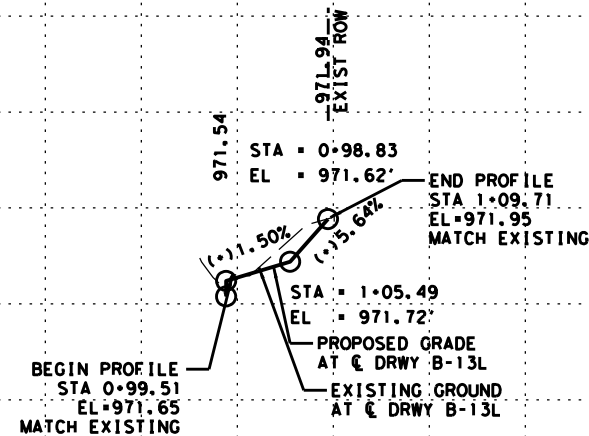 971.94
EXIST ROW
971.54
STA = 0+98.83
EL = 971.62'
END PROFILE
STA 1+09.71
EL=971.95
MATCH EXISTING
(+)1.50%
(+)5.64%
STA = 1+05.49
EL = 971.72'
PROPOSED GRADE
AT ℄ DRWY B-13L
BEGIN PROFILE
STA 0+99.51
EL=971.65
MATCH EXISTING
EXISTING GROUND
AT ℄ DRWY B-13L